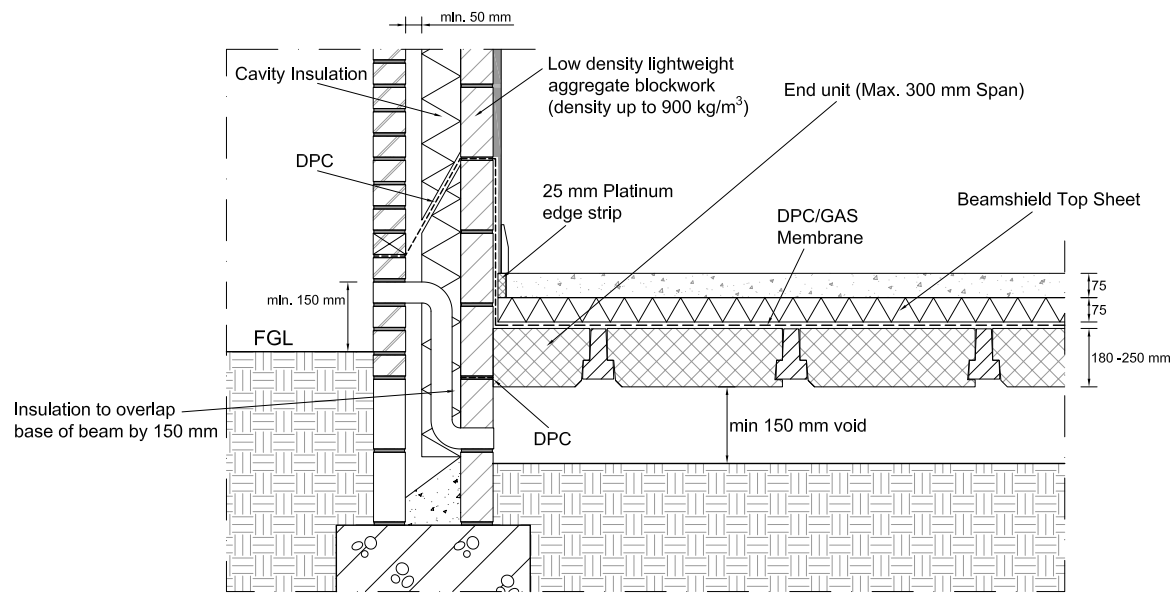 min. 50 mm
Cavity Insulation
Low density lightweight
aggregate blockwork
(density up to 900 kg/m³)
End unit (Max. 300 mm Span)
DPC
25 mm Platinum
edge strip
DPC/GAS
Membrane
Beamshield Top Sheet
min. 150 mm
75
75
FGL
180 -250 mm
Insulation to overlap
base of beam by 150 mm
DPC
min 150 mm void